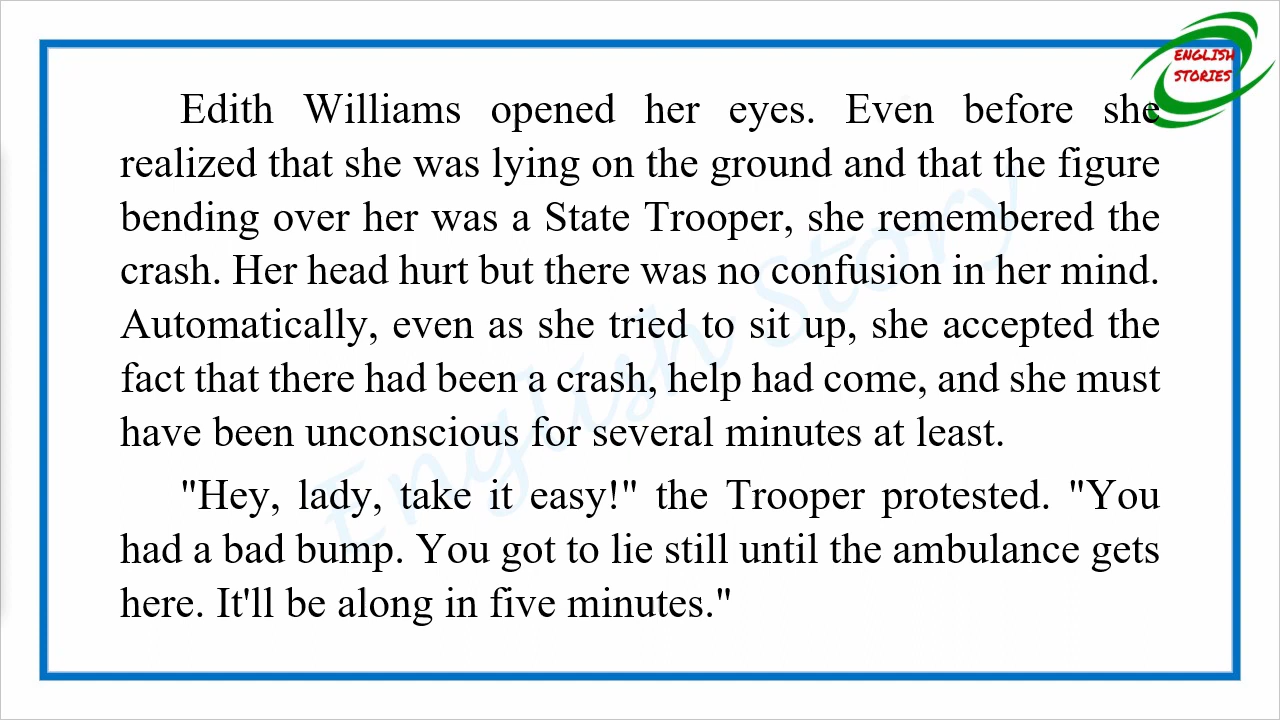 ENGLISH
STORIES
Edith Williams opened her eyes. Even before she
realized that she was lying on the ground and that the figure
bending over her was a State Trooper, she remembered the
crash. Her head hurt but there was no confusion in her mind.
Automatically, even as she tried to sit up, she accepted the
fact that there had been a crash, help had come, and she must
have been unconscious for several minutes at least.
"Hey, lady, take it easy!" the Trooper protested. "You
had a bad bump. You got to lie still until the ambulance gets
here. It'll be along in five minutes."
English Story